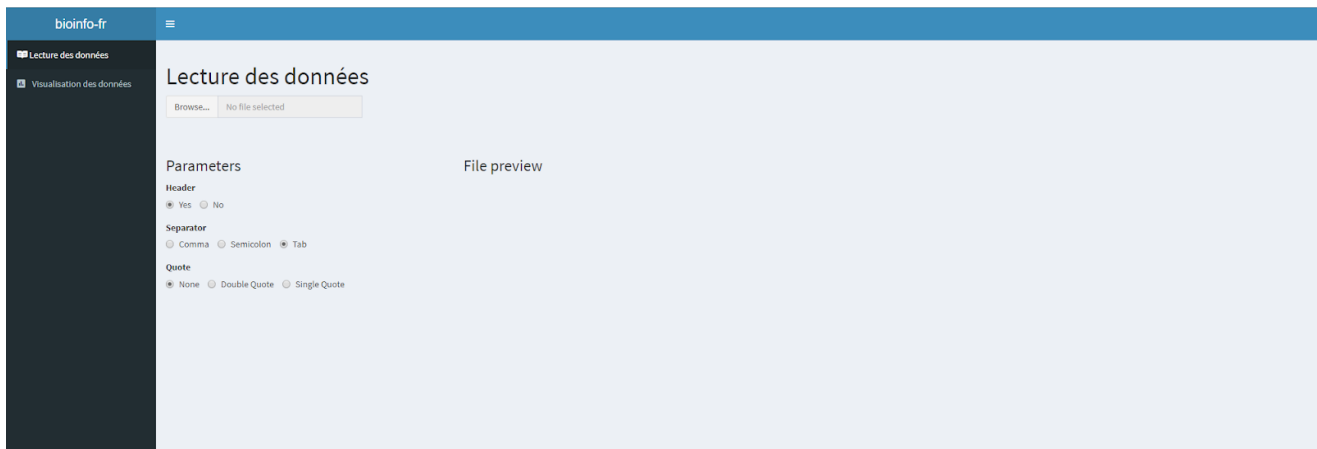 bioinfo-fr
Lecture des données
Visualisation des données
Lecture des données
Browse... No file selected
Parameters
File preview
Header
Yes No
Separator
Comma Semicolon Tab
Quote
None Double Quote Single Quote